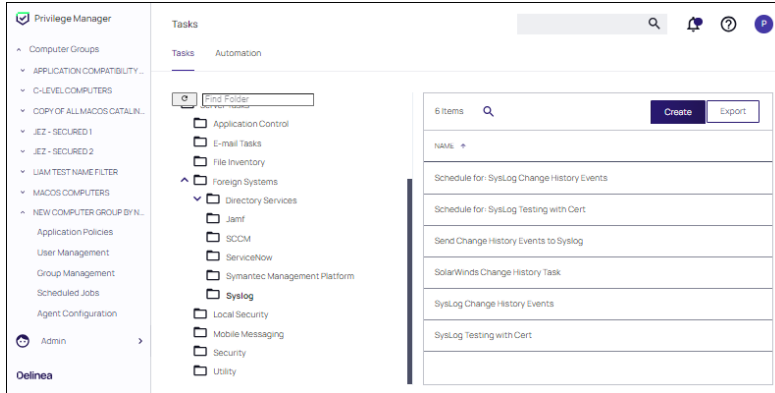 Privilege Manager
Computer Groups
APPLICATION COMPATIBILITY ...
C-LEVEL COMPUTERS
COPY OF ALL MACOS CATALIN...
JEZ - SECURED 1
JEZ - SECURED 2
LIAM TEST NAME FILTER
MACOS COMPUTERS
NEW COMPUTER GROUP BY N...
Application Policies
User Management
Group Management
Scheduled Jobs
Agent Configuration
Admin
Delinea
Tasks
P
Tasks Automation
Find Folder
Server Tasks
Application Control
E-mail Tasks
File Inventory
Foreign Systems
Directory Services
Jamf
SCCM
ServiceNow
Symantec Management Platform
Syslog
Local Security
Mobile Messaging
Security
Utility
6 Items
Create
Export
NAME
Schedule for: SysLog Change History Events
Schedule for: SysLog Testing with Cert
Send Change History Events to Syslog
SolarWinds Change History Task
SysLog Change History Events
SysLog Testing with Cert